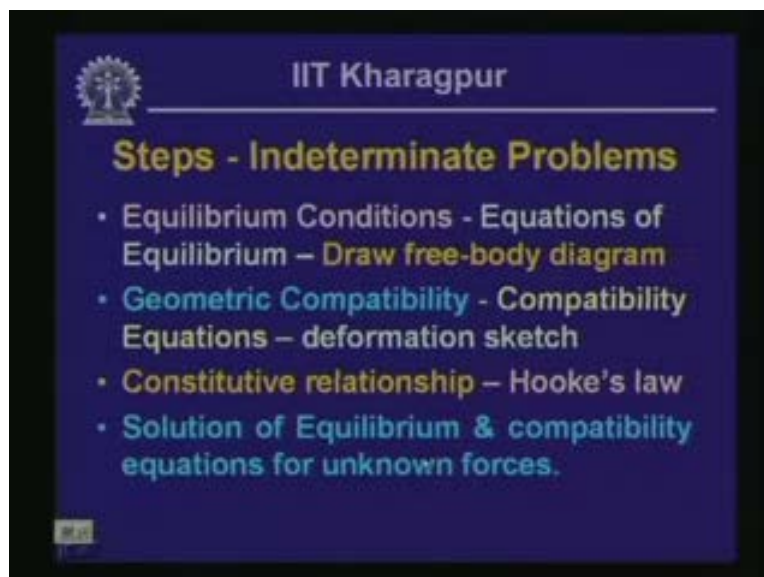 IIT Kharagpur
Steps - Indeterminate Problems
• Equilibrium Conditions - Equations of
Equilibrium – Draw free-body diagram
• Geometric Compatibility - Compatibility
Equations – deformation sketch
• Constitutive relationship – Hooke's law
• Solution of Equilibrium & compatibility
equations for unknown forces.